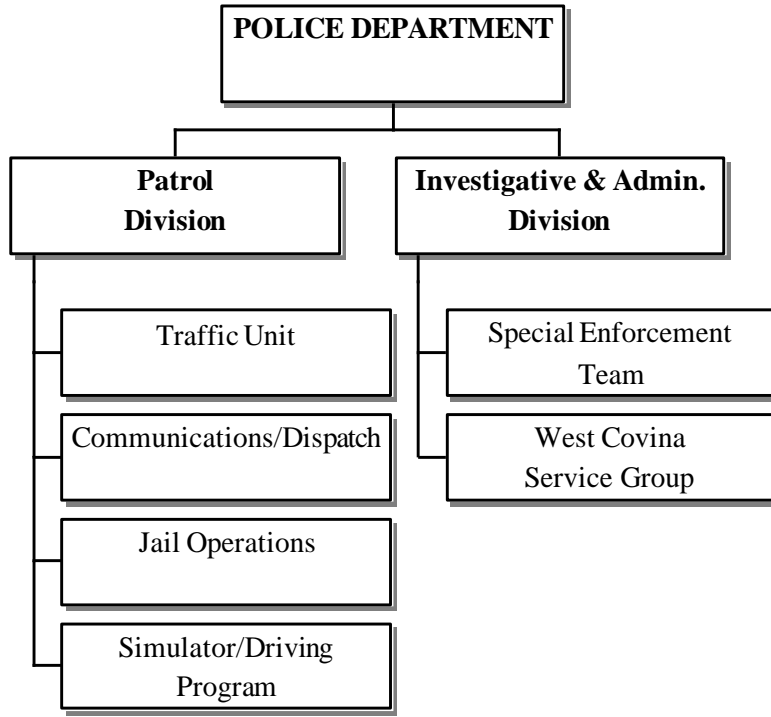 POLICE DEPARTMENT
Patrol
Division
Investigative & Admin.
Division
Traffic Unit
Communications/Dispatch
Jail Operations
Simulator/Driving
Program
Special Enforcement
Team
West Covina
Service Group